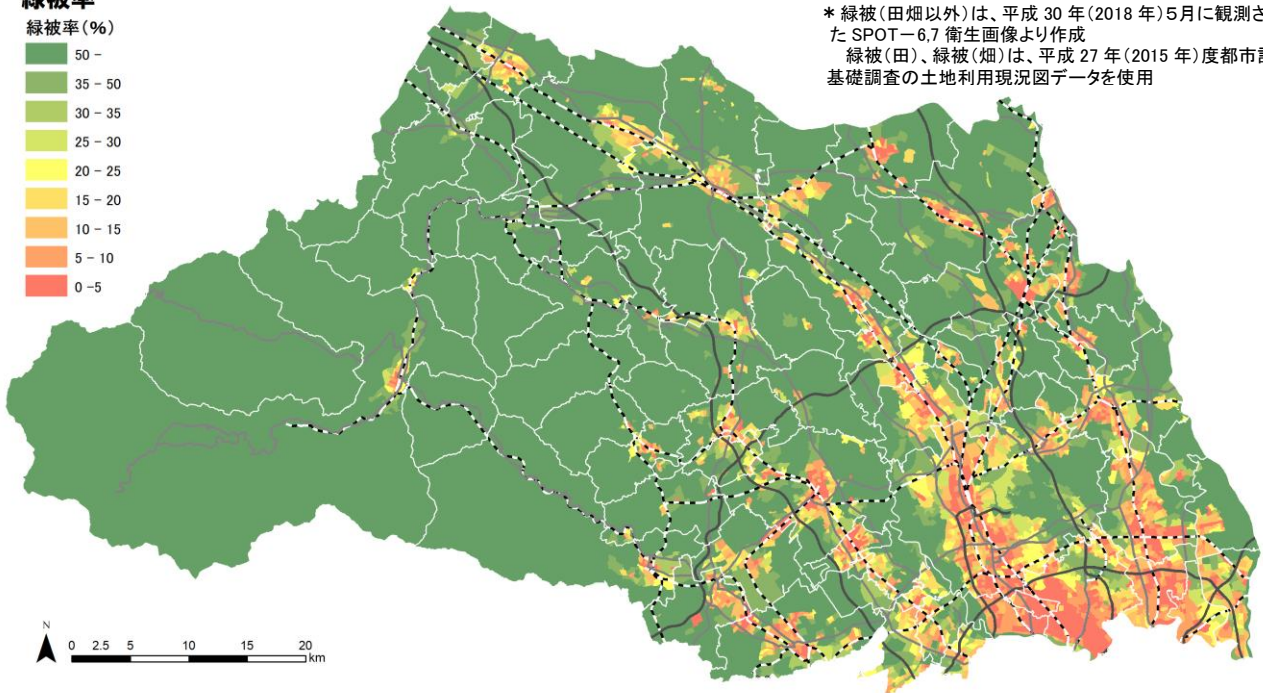 緑被率
緑被率(%)
50 -
35 - 50
30 - 35
25 - 30
20 - 25
15 - 20
10 - 15
5 - 10
0 -5
* 緑被(田畑以外)は、平成 30 年(2018 年)5月に観測さ
た SPOT-6,7 衛生画像より作成
緑被(田)、緑被(畑)は、平成 27 年(2015 年)度都市計
基礎調査の土地利用現況図データを使用
N
0 2.5 5 10 15 20
km